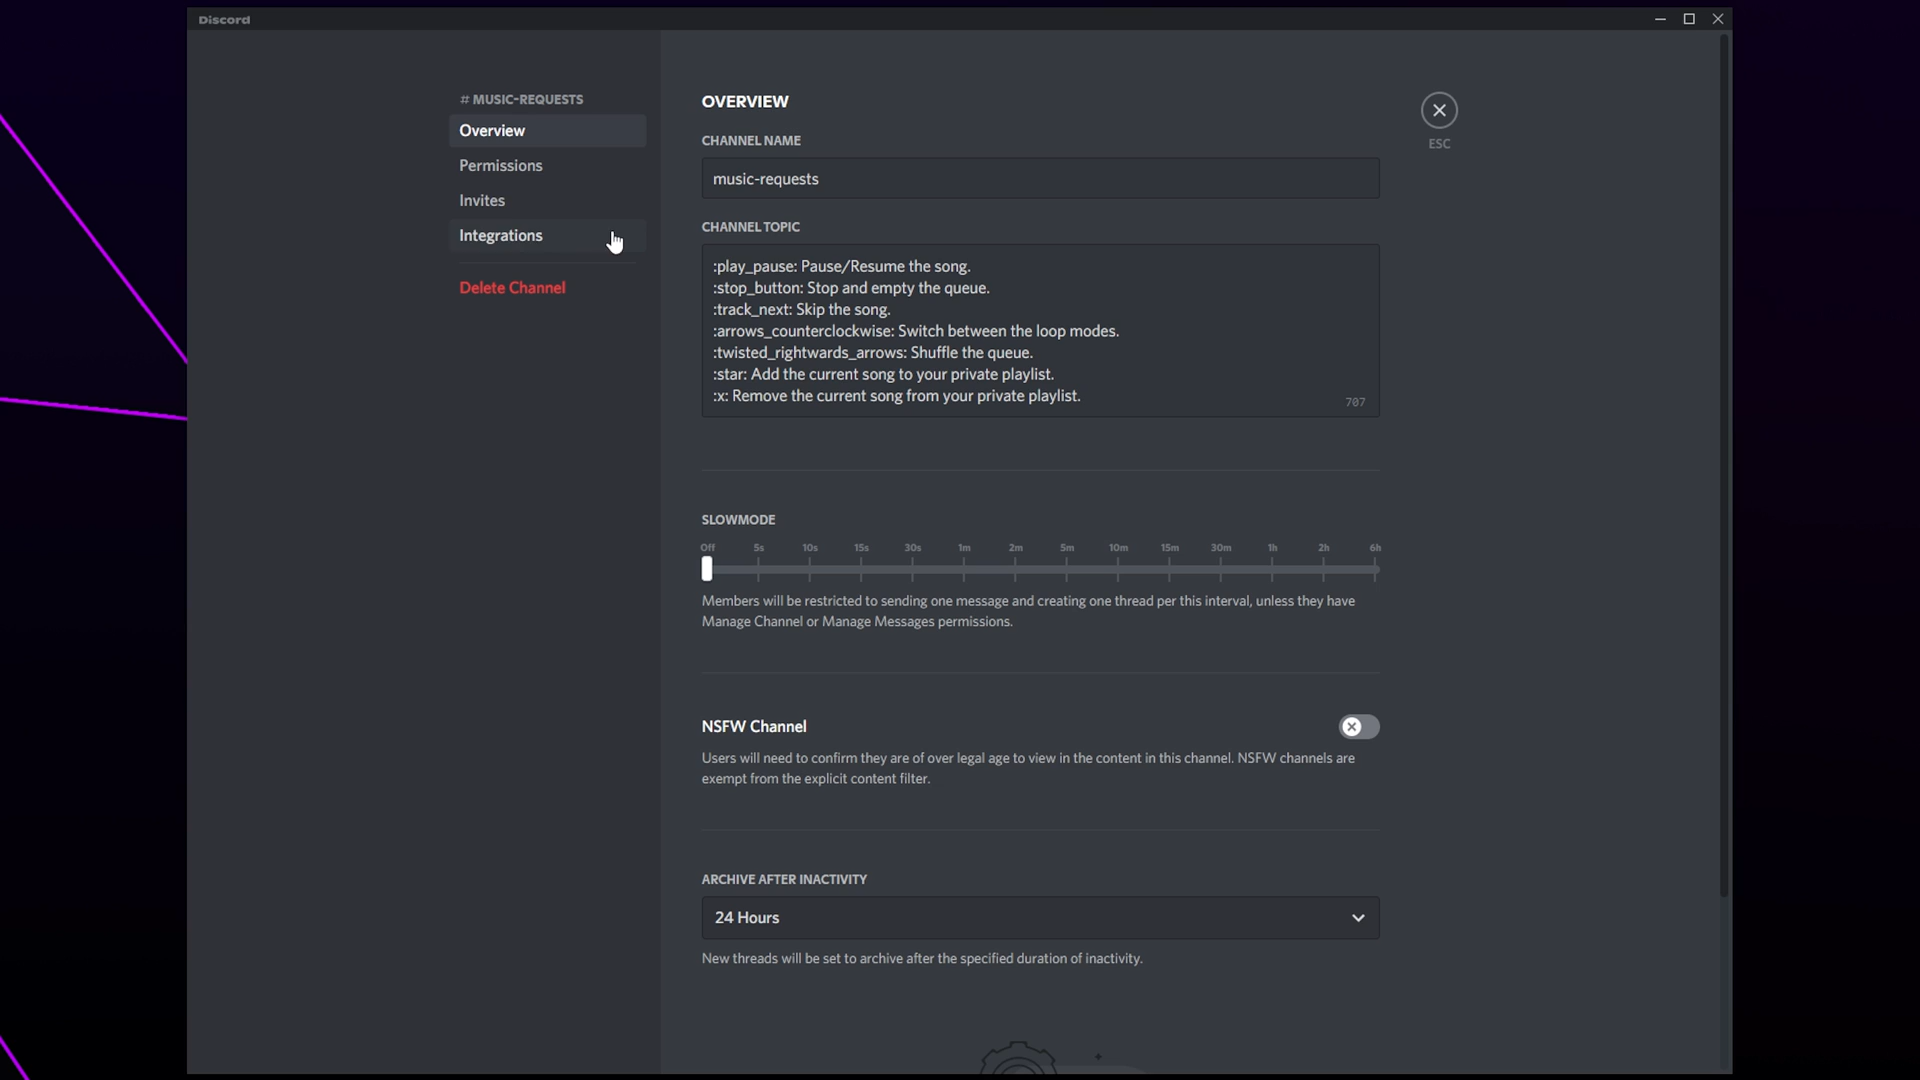 Discord
# MUSIC-REQUESTS
Overview
Permissions
Invites
Integrations
Delete Channel
OVERVIEW
CHANNEL NAME
music-requests
CHANNEL TOPIC
:play_pause: Pause/Resume the song.
:stop_button: Stop and empty the queue.
:track_next: Skip the song.
:arrows_counterclockwise: Switch between the loop modes.
:twisted_rightwards_arrows: Shuffle the queue.
:star: Add the current song to your private playlist.
:x: Remove the current song from your private playlist.
707
ESC
SLOWMODE
Off 5s 10s 15s 30s 1m 2m 5m 10m 15m 30m 1h 2h 6h
Members will be restricted to sending one message and creating one thread per this interval, unless they have
Manage Channel or Manage Messages permissions.
NSFW Channel
Users will need to confirm they are of over legal age to view in the content in this channel. NSFW channels are
exempt from the explicit content filter.
ARCHIVE AFTER INACTIVITY
24 Hours
New threads will be set to archive after the specified duration of inactivity.